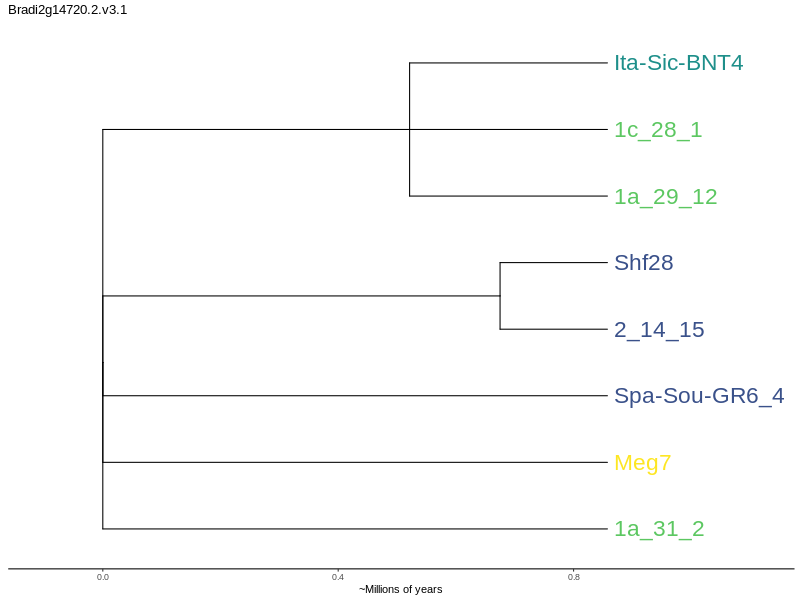 Bradi2g14720.2.v3.1
Ita-Sic-BNT4
1c_28_1
1a_29_12
Shf28
2_14_15
Spa-Sou-GR6_4
Meg7
1a_31_2
0.0 0.4 0.8
~Millions of years